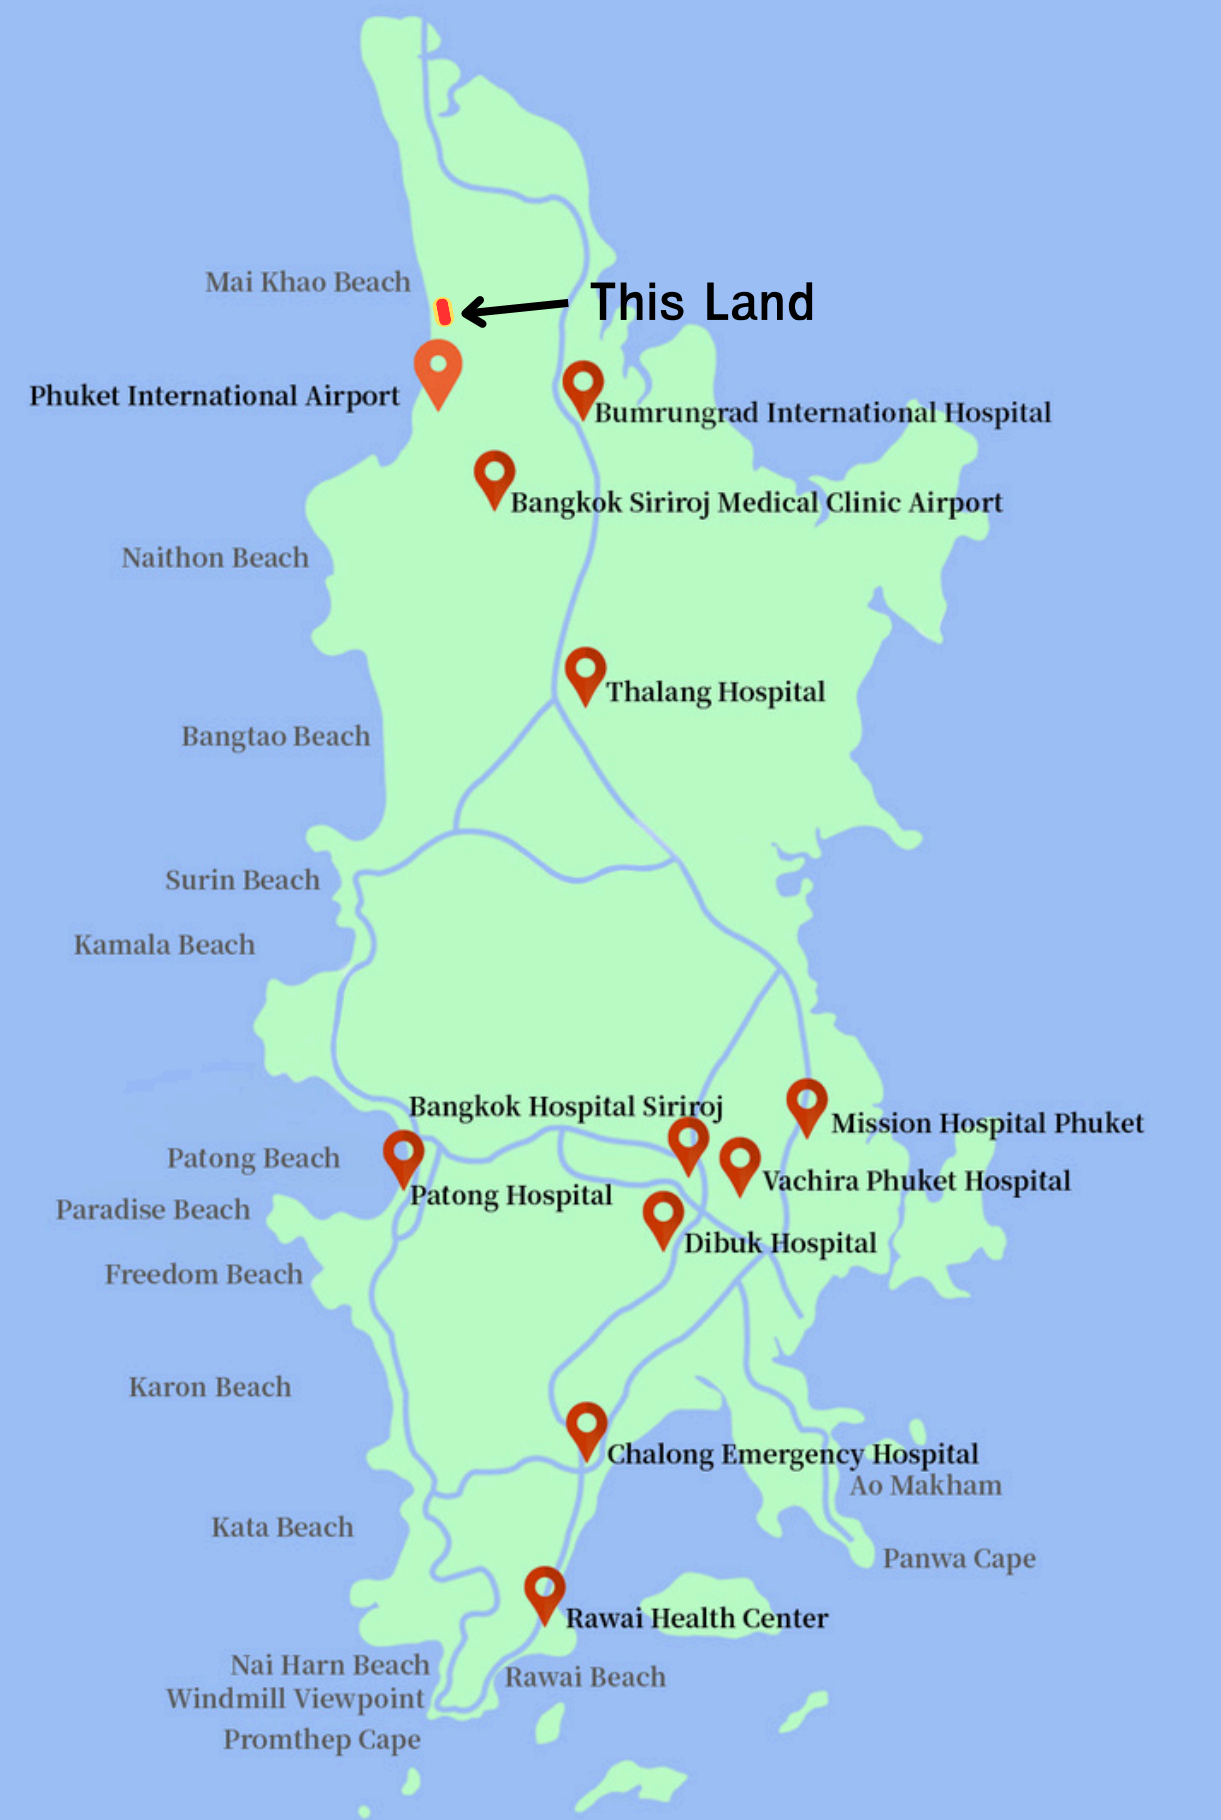 Mai Khao Beach
This Land
Phuket International Airport
Bumrungrad International Hospital
Bangkok Siriroj Medical Clinic Airport
Naithon Beach
Thalang Hospital
Bangtao Beach
Surin Beach
Kamala Beach
Bangkok Hospital Siriroj
Mission Hospital Phuket
Patong Beach
Vachira Phuket Hospital
Patong Hospital
Paradise Beach
Dibuk Hospital
Freedom Beach
Karon Beach
Chalong Emergency Hospital
Ao Makham
Kata Beach
Panwa Cape
Rawai Health Center
Nai Harn Beach
Rawai Beach
Windmill Viewpoint
Promthep Cape